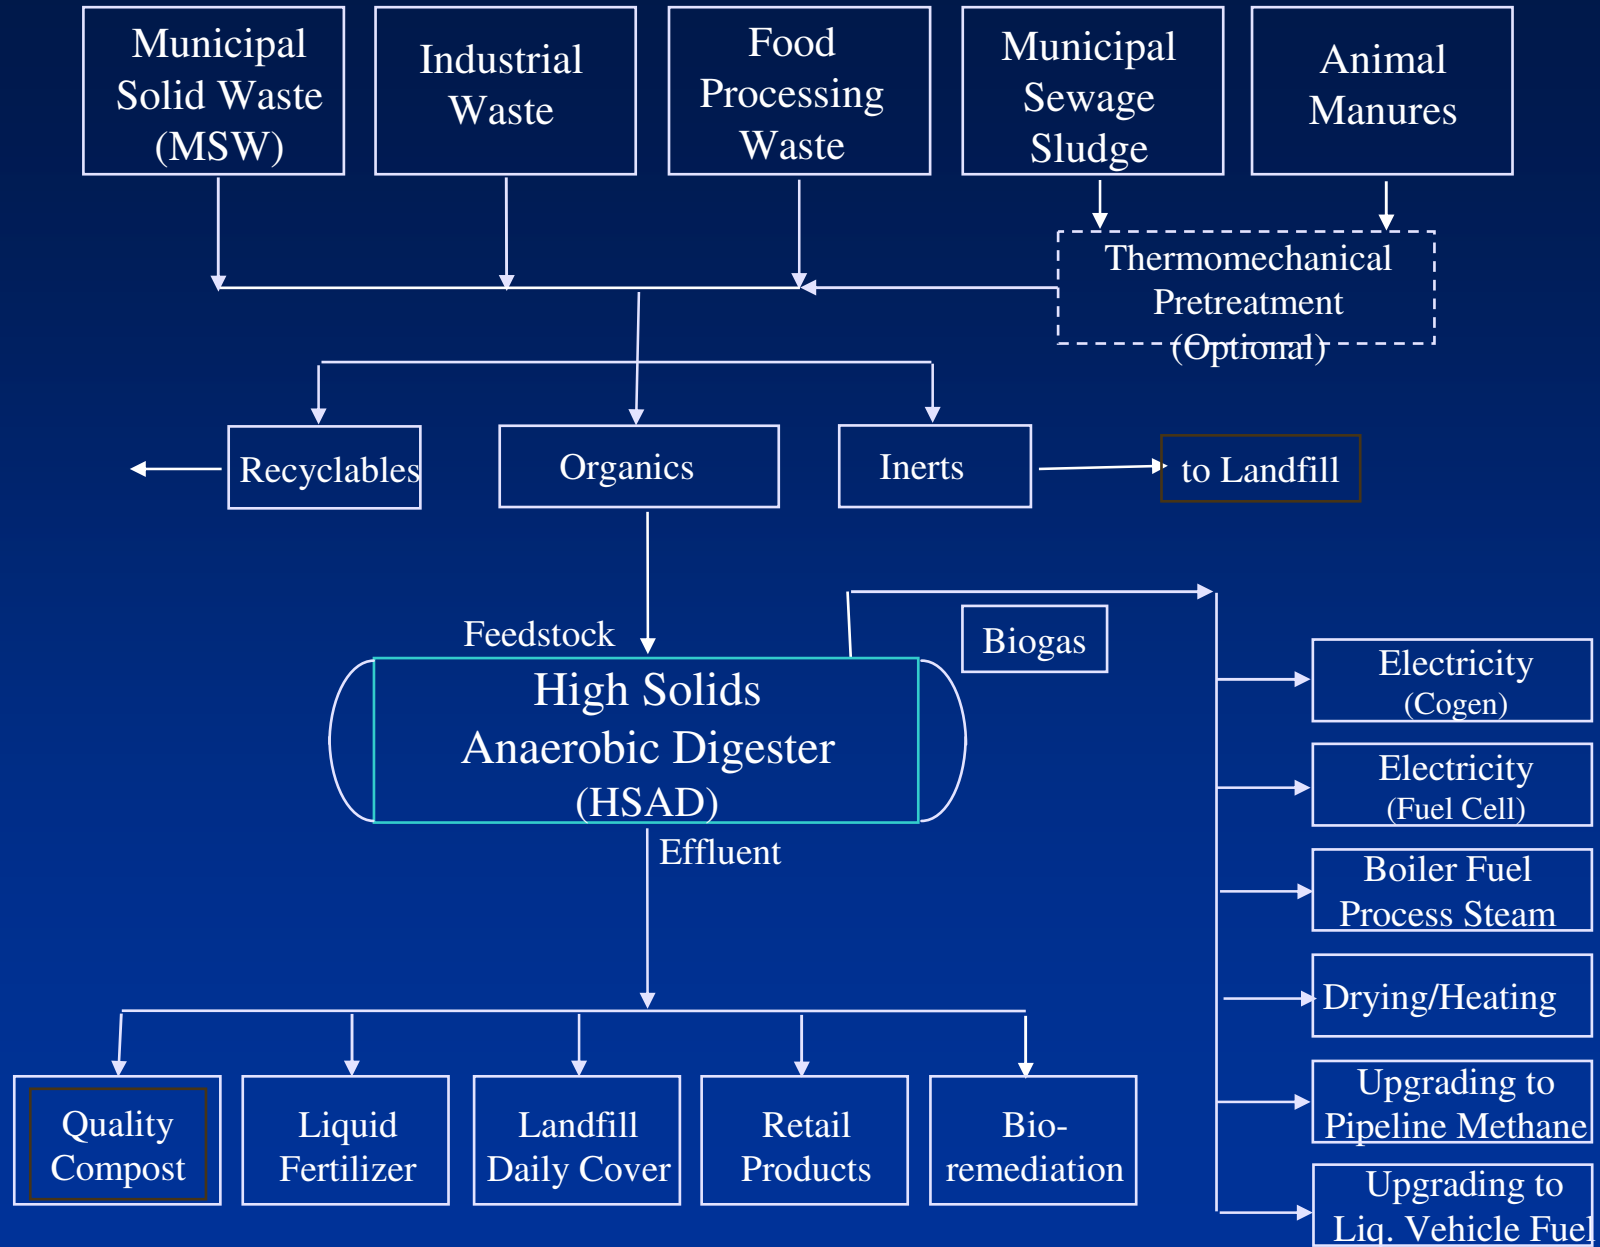 Municipal
Solid Waste
(MSW)
Industrial
Waste
Food
Processing
Waste
Municipal
Sewage
Sludge
Animal
Manures
Thermomechanical
Pretreatment
(Optional)
Recyclables
Organics
Inerts
to Landfill
Feedstock
Biogas
High Solids
Anaerobic Digester
(HSAD)
Effluent
Electricity
(Cogen)
Electricity
(Fuel Cell)
Boiler Fuel
Process Steam
Drying/Heating
Upgrading to
Pipeline Methane
Upgrading to
Liq. Vehicle Fuel
Quality
Compost
Liquid
Fertilizer
Landfill
Daily Cover
Retail
Products
Bio-
remediation